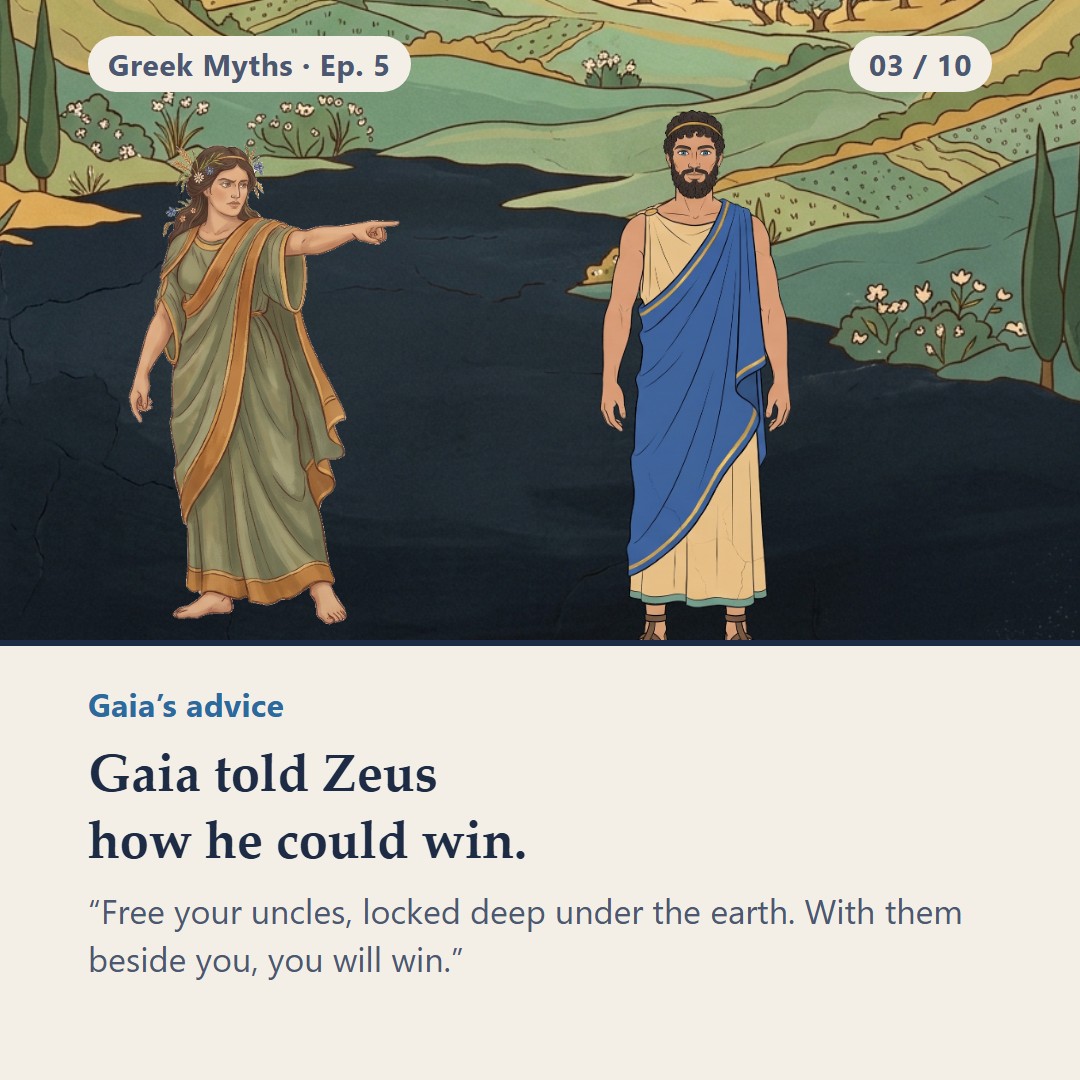 Greek Myths · Ep. 5
03 / 10
Gaia’s advice
Gaia told Zeus
how he could win.
“Free your uncles, locked deep under the earth. With them
beside you, you will win.”